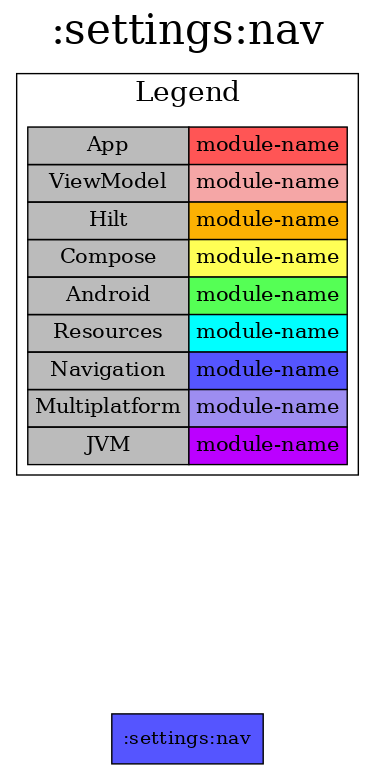 :settings:nav
Legend
App module-name
ViewModel module-name
Hilt module-name
Compose module-name
Android module-name
Resources module-name
Navigation module-name
Multiplatform module-name
JVM module-name
:settings:nav